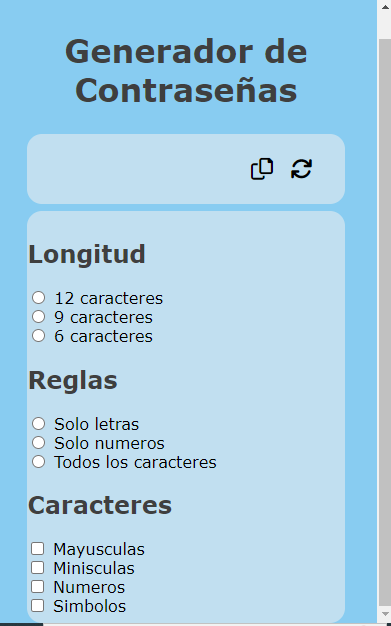 Generador de
Contraseñas
Longitud
12 caracteres
9 caracteres
6 caracteres
Reglas
Solo letras
Solo numeros
Todos los caracteres
Caracteres
Mayusculas
Minisculas
Numeros
Simbolos